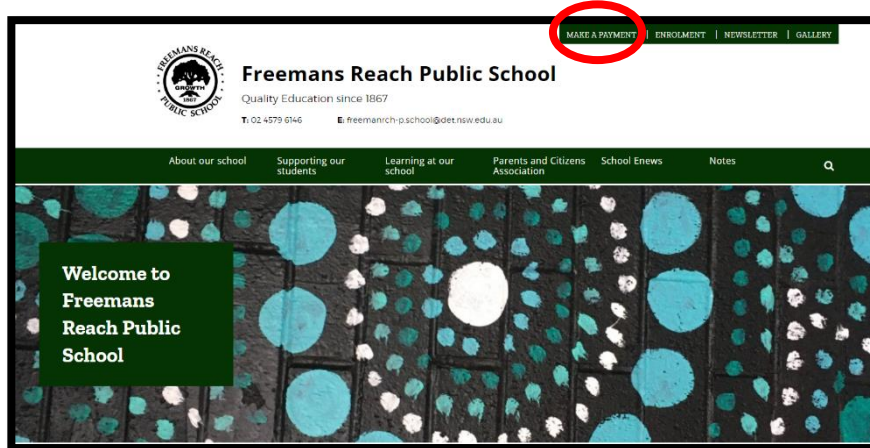 MAKE A PAYMENT | ENROLMENT | NEWSLETTER | GALLERY
FREEMANS REACH
GROWTH
1867
PUBLIC SCHOOL
Freemans Reach Public School
Quality Education since 1867
T: 02 4579 6146 E: freemanrch-p.school@det.nsw.edu.au
About our school Supporting our students Learning at our school Parents and Citizens Association School Enews Notes
Welcome to
Freemans
Reach Public
School